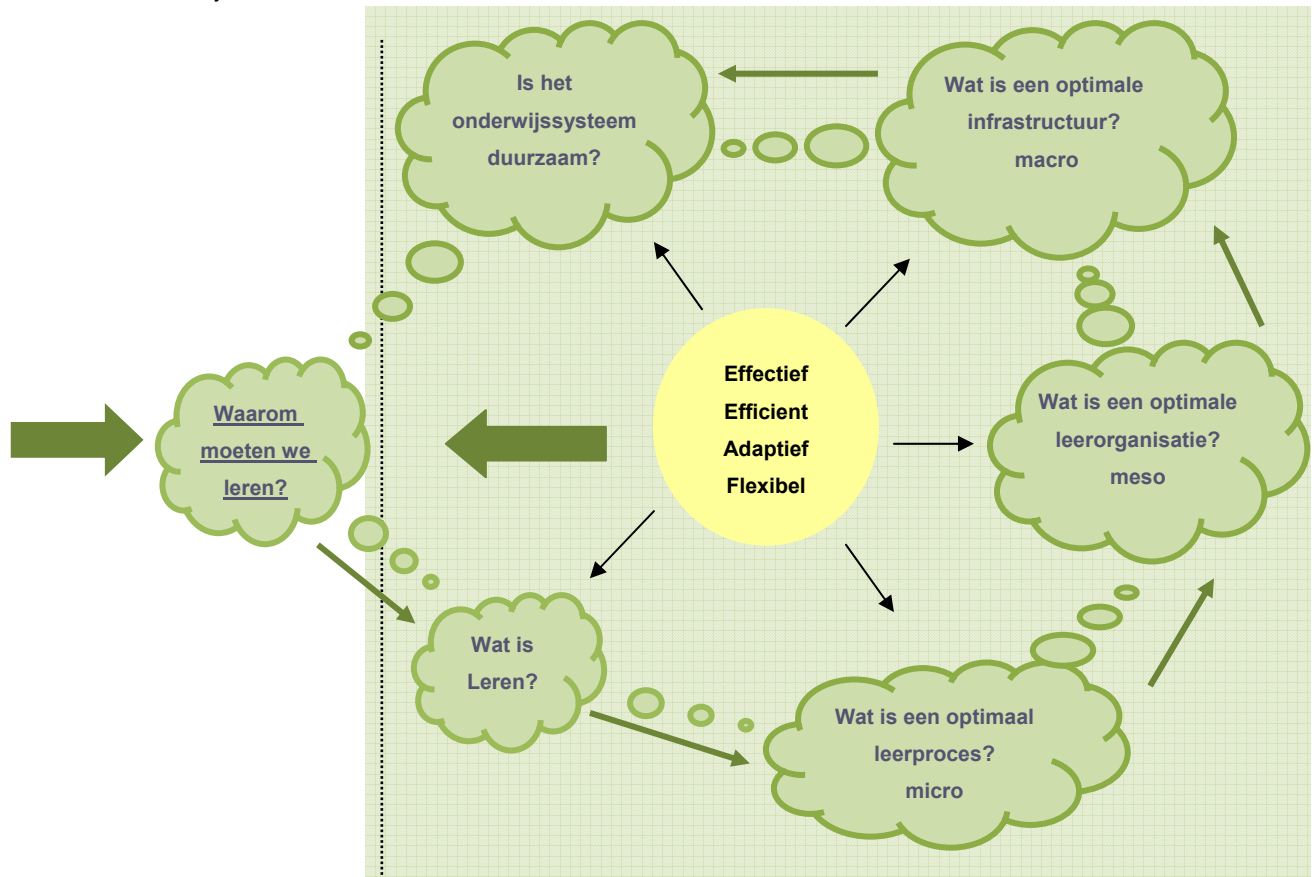 Is het
onderwijssysteem
duurzaam?
Wat is een optimale
infrastructuur?
macro
Effectief
Efficient
Adaptief
Flexibel
Waarom
moeten we
leren?
Wat is een optimale
leerorganisatie?
meso
Wat is
Leren?
Wat is een optimaal
leerproces?
micro